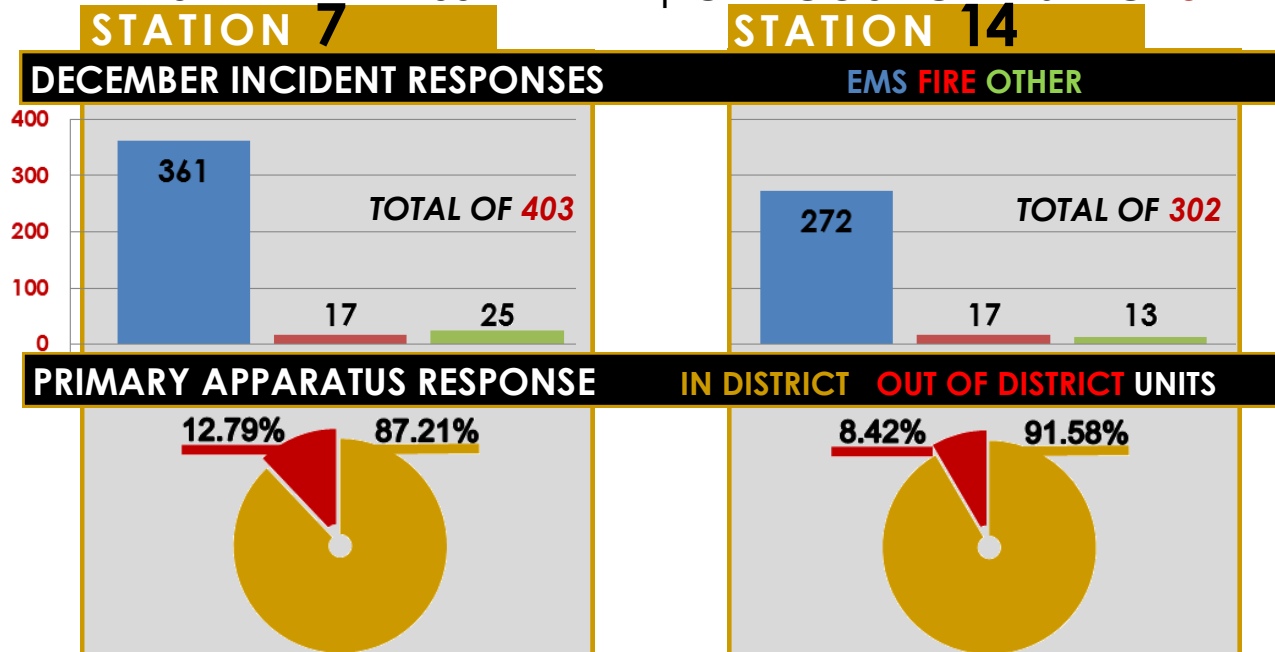 STATION 7
STATION 14
DECEMBER INCIDENT RESPONSES
EMS FIRE OTHER
400
300
200
100
0
361
TOTAL OF 403
17
25
272
TOTAL OF 302
17
13
PRIMARY APPARATUS RESPONSE
IN DISTRICT OUT OF DISTRICT UNITS
12.79%
87.21%
8.42%
91.58%